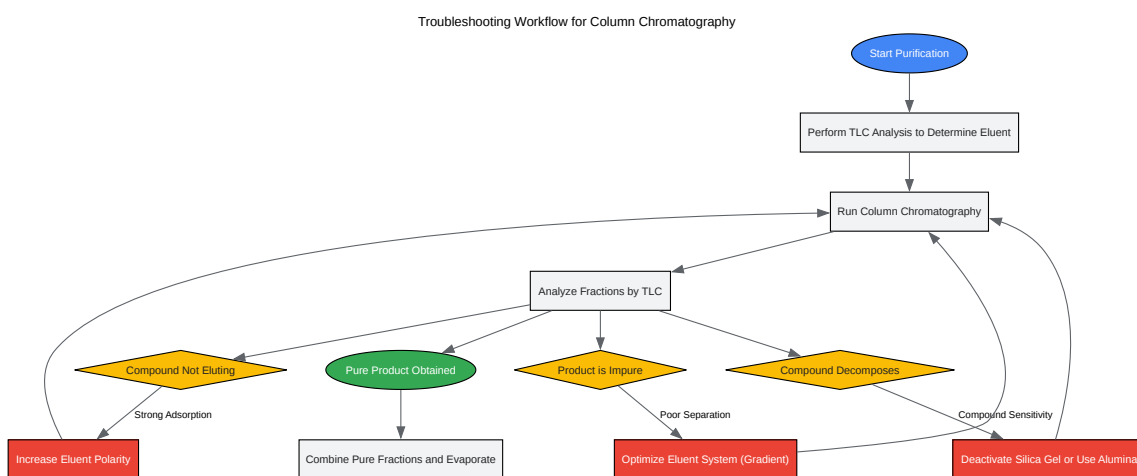 Troubleshooting Workflow for Column Chromatography
Start Purification
Perform TLC Analysis to Determine Eluent
Run Column Chromatography
Analyze Fractions by TLC
Compound Not Eluting
Pure Product Obtained
Product is Impure
Compound Decomposes
Strong Adsorption
Poor Separation
Compound Sensitivity
Increase Eluent Polarity
Combine Pure Fractions and Evaporate
Optimize Eluent System (Gradient)
Deactivate Silica Gel or Use Alumina